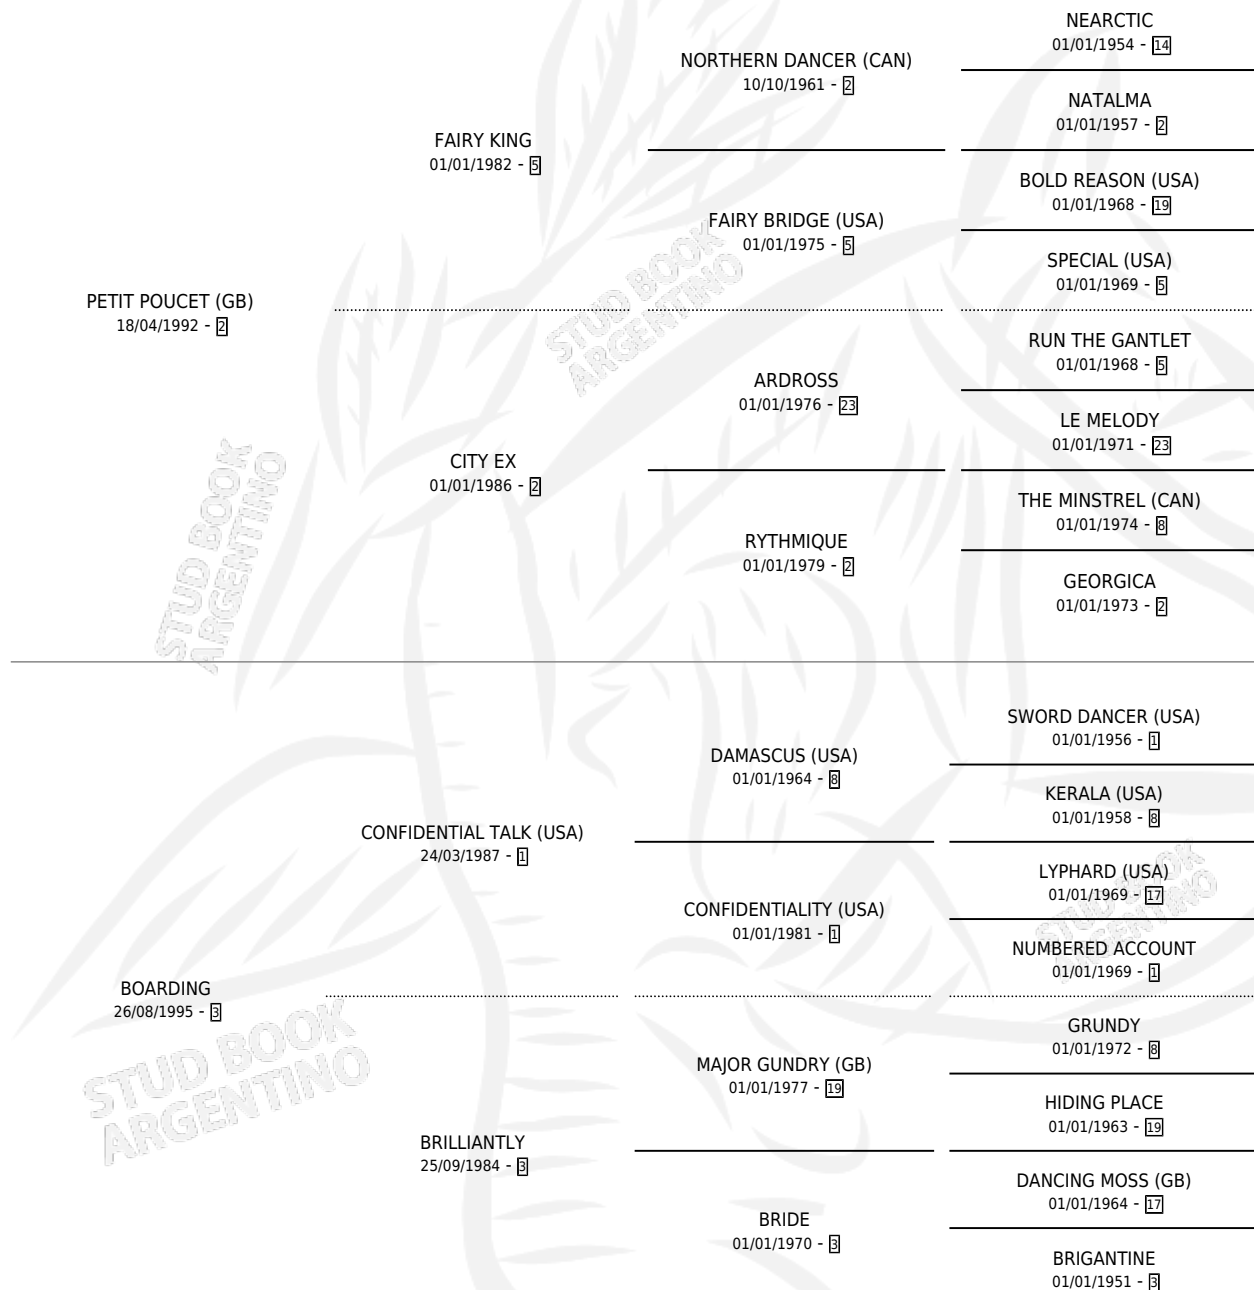 NEARCTIC
01/01/1954 - 14
NORTHERN DANCER (CAN)
10/10/1961 - 2
NATALMA
01/01/1957 - 2
FAIRY KING
01/01/1982 - 5
BOLD REASON (USA)
01/01/1968 - 19
FAIRY BRIDGE (USA)
01/01/1975 - 5
SPECIAL (USA)
01/01/1969 - 5
PETIT POUCET (GB)
18/04/1992 - 2
STUD BOOK
ARGENTINO
RUN THE GANTLET
01/01/1968 - 5
ARDROSS
01/01/1976 - 23
LE MELODY
01/01/1971 - 23
CITY EX
01/01/1986 - 2
THE MINSTREL (CAN)
01/01/1974 - 8
RYTHMIQUE
01/01/1979 - 2
GEORGICA
01/01/1973 - 2
STUD BOOK
ARGENTINO
SWORD DANCER (USA)
01/01/1956 - 1
DAMASCUS (USA)
01/01/1964 - 8
KERALA (USA)
01/01/1958 - 8
CONFIDENTIAL TALK (USA)
24/03/1987 - 1
LYPHARD (USA)
01/01/1969 - 17
CONFIDENTIALITY (USA)
01/01/1981 - 1
NUMBERED ACCOUNT
01/01/1969 - 1
STUD BOOK
ARGENTINO
BOARDING
26/08/1995 - 3
GRUNDY
01/01/1972 - 8
MAJOR GUNDRY (GB)
01/01/1977 - 19
HIDING PLACE
01/01/1963 - 19
STUD BOOK
ARGENTINO
BRILLIANTLY
25/09/1984 - 3
DANCING MOSS (GB)
01/01/1964 - 17
BRIDE
01/01/1970 - 3
BRIGANTINE
01/01/1951 - 3